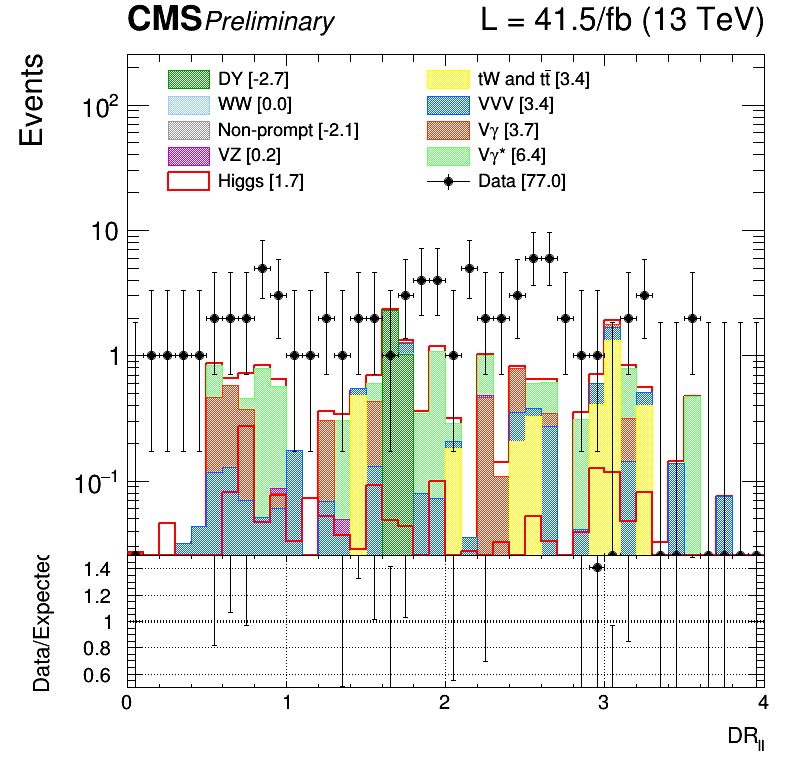 CMS Preliminary L = 41.5/fb (13 TeV)
Events
DY [-2.7]
WW [0.0]
Non-prompt [-2.1]
VZ [0.2]
Higgs [1.7]
tW and tt̄ [3.4]
VVV [3.4]
Vγ [3.7]
Vγ* [6.4]
Data [77.0]
10²
10
1
10⁻¹
Data/Expected
1.4
1.2
1
0.8
0.6
0 1 2 3 4
DR_ll